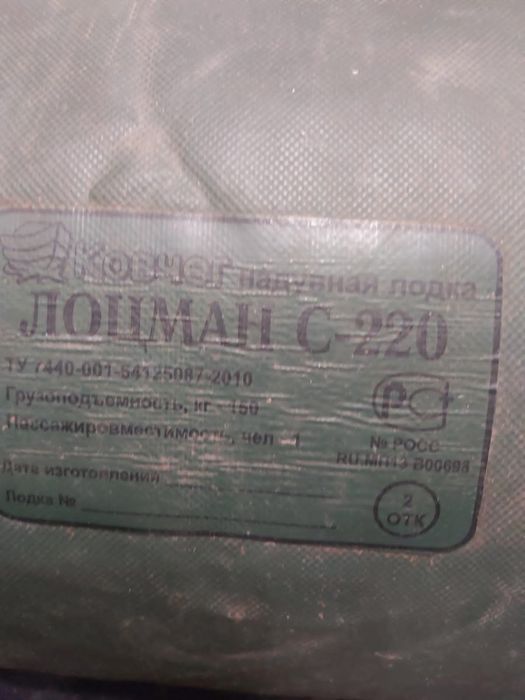 Ковчег надувная лодка
ЛОЦМАН С-220
ТУ 7440-001-54125087-2010
Грузоподъемность, кг - 150
Пассажировместимость, чел - 1
Дата изготовления
Лодка №
РСТ
№ РОСС
RU.МП13 В00698
2
ОТК